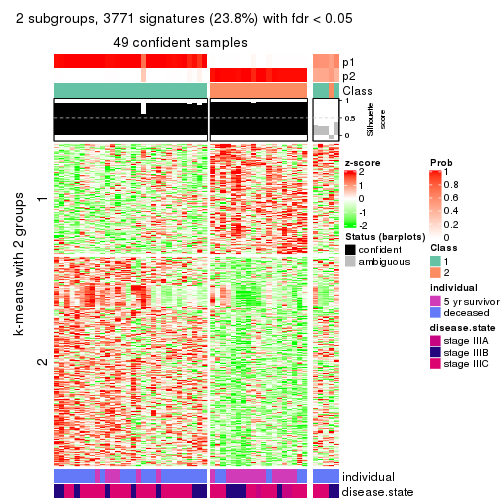 2 subgroups, 3771 signatures (23.8%) with fdr < 0.05
49 confident samples
p1
p2
Class
1
0.5
0
Silhouette
score
k-means with 2 groups
1
2
individual
disease.state
z-score
2
1
0
-1
-2
Status (barplots)
confident
ambiguous
Prob
1
0.8
0.6
0.4
0.2
0
Class
1
2
individual
5 yr survivor
deceased
disease.state
stage IIIA
stage IIIB
stage IIIC